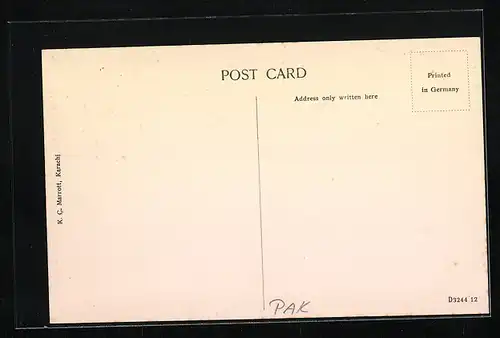 POST CARD
Printed
in Germany
Address only written here
K. C. Marrott, Karachi
PAK
D3244 12